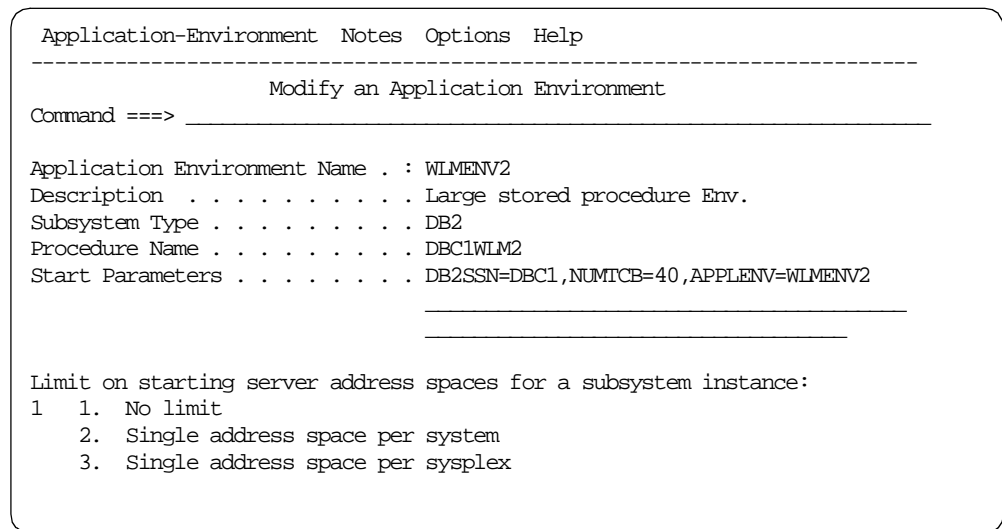 Application-Environment Notes Options Help
--------------------------------------------------------------------------
Modify an Application Environment
Command ===> ______________________________________________________________
Application Environment Name . : WLMENV2
Description . . . . . . . . . . Large stored procedure Env.
Subsystem Type . . . . . . . . . DB2
Procedure Name . . . . . . . . . DBC1WLM2
Start Parameters . . . . . . . . DB2SSN=DBC1,NUMTCB=40,APPLENV=WLMENV2
________________________________________
___________________________________
Limit on starting server address spaces for a subsystem instance:
1 1. No limit
2. Single address space per system
3. Single address space per sysplex